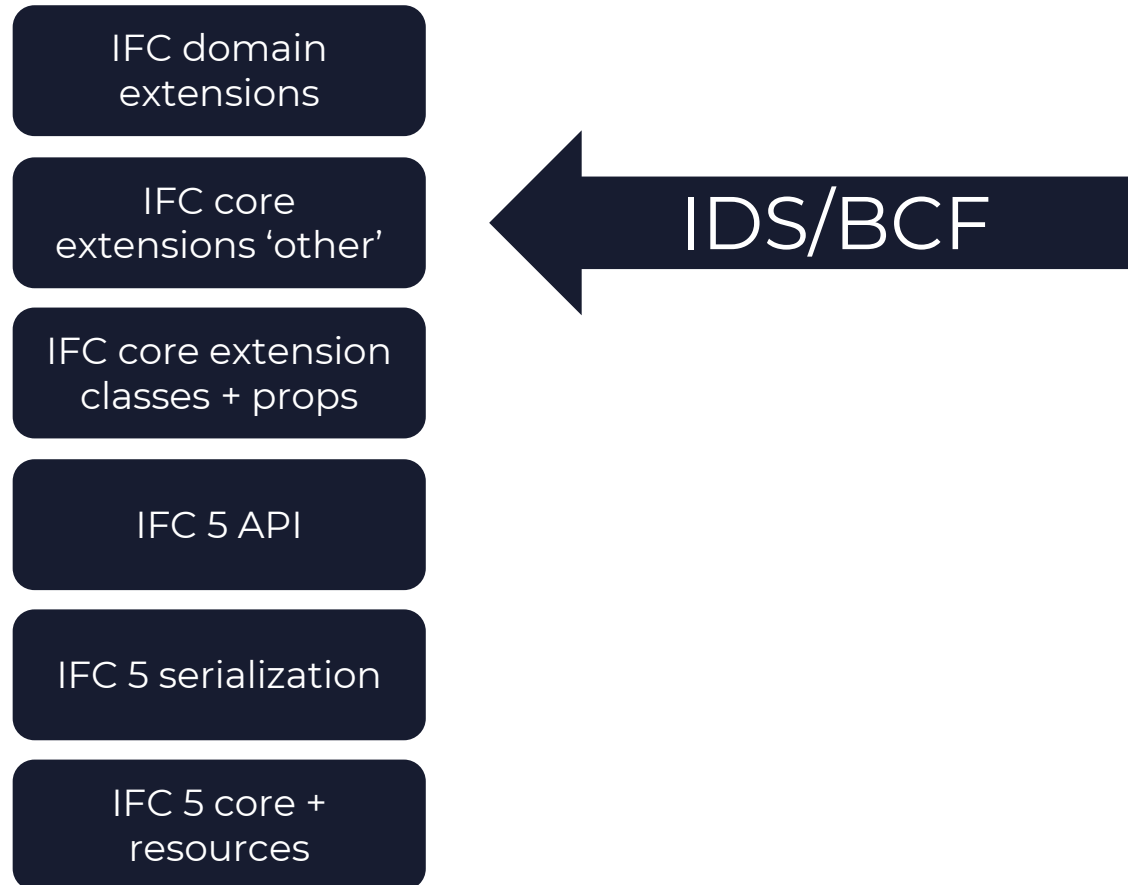 IFC domain
extensions
IFC core
extensions ‘other’
IDS/BCF
IFC core extension
classes + props
IFC 5 API
IFC 5 serialization
IFC 5 core +
resources